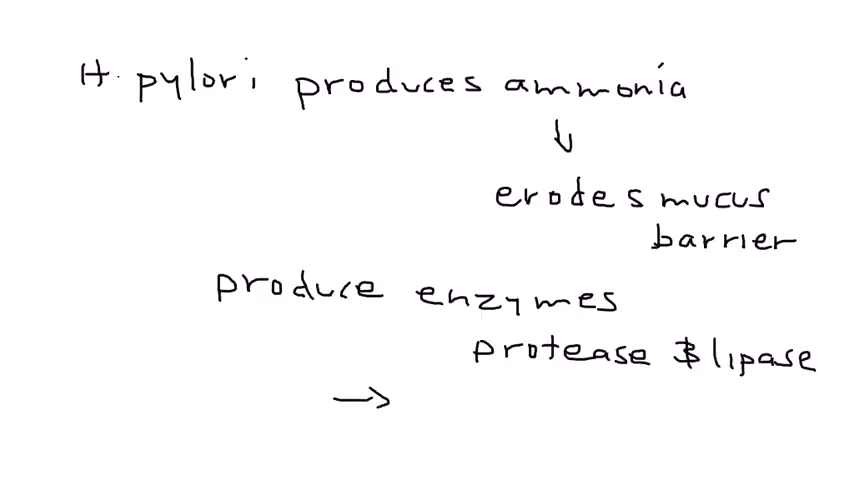 H. pylori produces ammonia
↓
erodes mucus
barrier
produce enzymes
protease & lipase
→